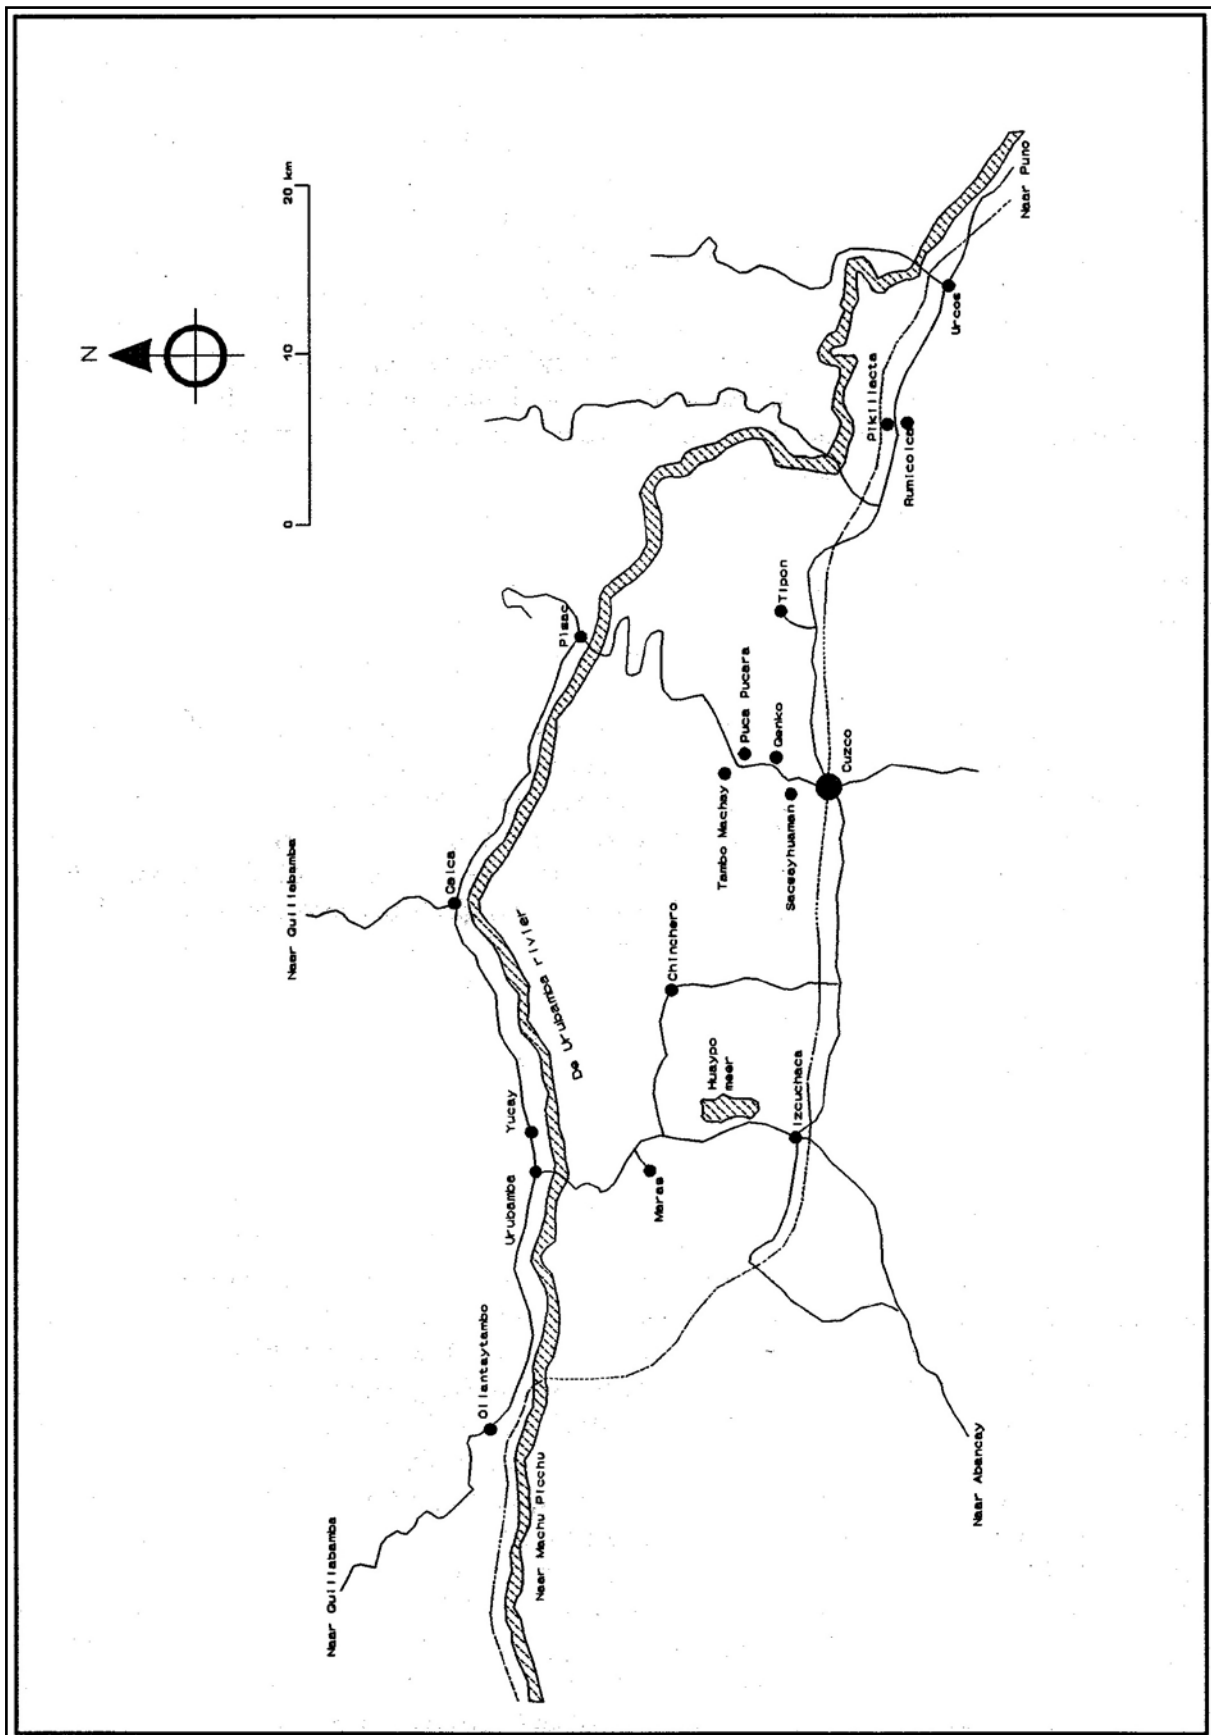 N
0
10
20 km
Naar Quillabamba
Naar Quillabamba
Ollantaytambo
Urubamba
Yucay
Calca
Pisac
Naar Machu Picchu
De Urubamba rivier
Maras
Chinchero
Huaypo
meer
Izcuchaca
Tambo Machay
Puca Pucara
Qenko
Sacsayhuaman
Cuzco
Tipon
Pikillacta
Rumicolca
Urcos
Naar Puno
Naar Abancay